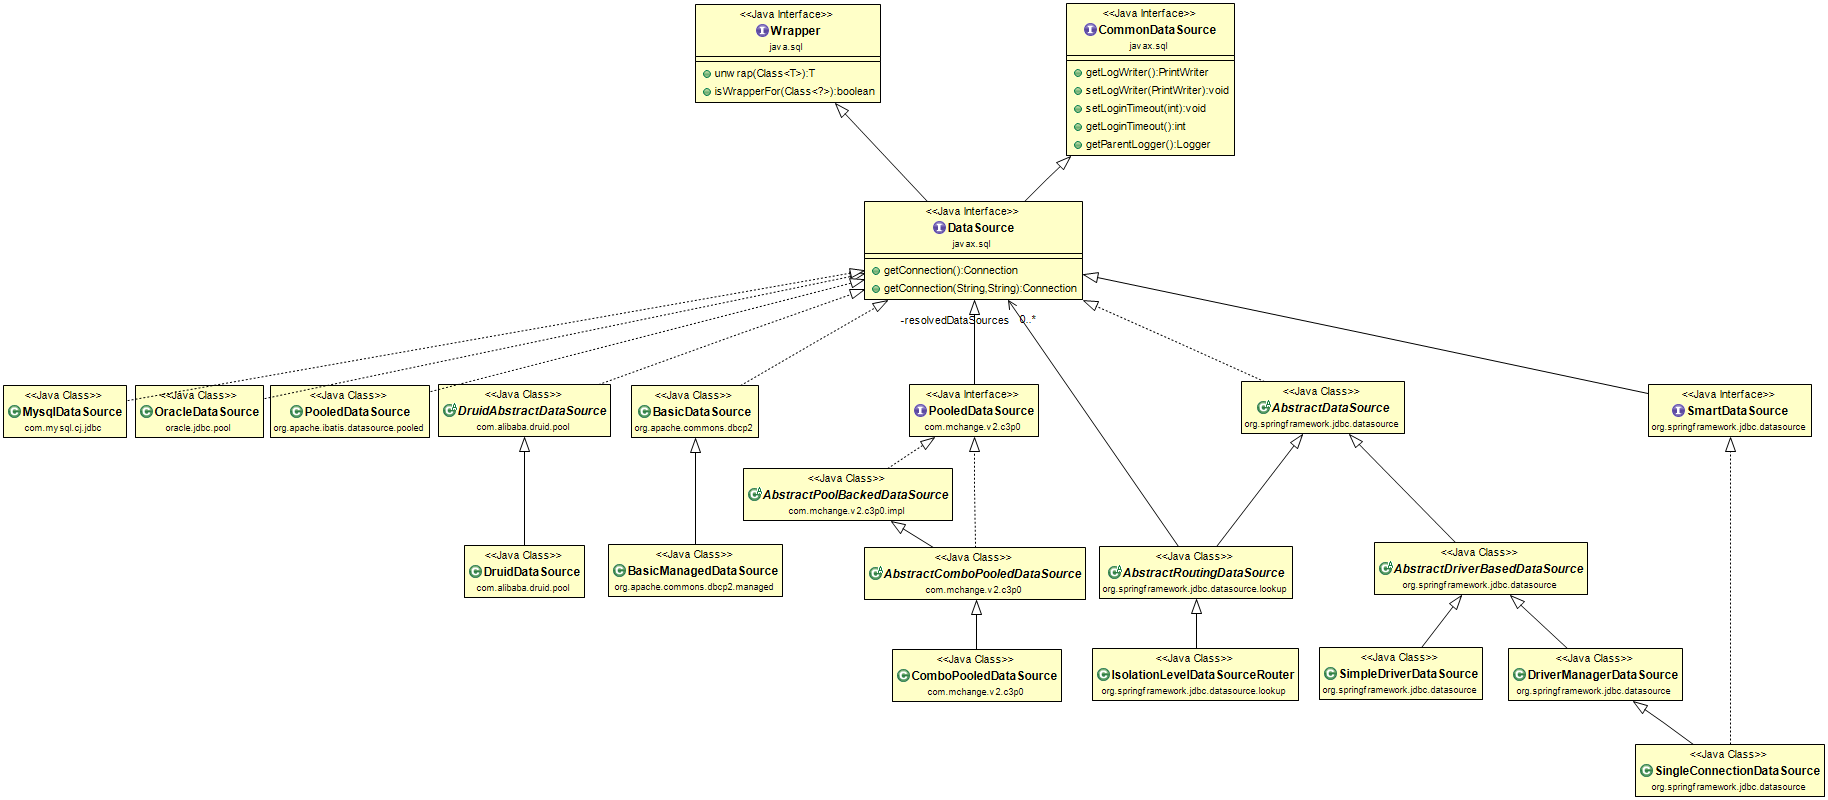 <<Java Interface>>
Wrapper
java.sql
unwrap(Class<T>):T
isWrapperFor(Class<?>):boolean
<<Java Interface>>
CommonDataSource
javax.sql
getLogWriter():PrintWriter
setLogWriter(PrintWriter):void
setLoginTimeout(int):void
getLoginTimeout():int
getParentLogger():Logger
<<Java Interface>>
DataSource
javax.sql
getConnection():Connection
getConnection(String,String):Connection
-resolvedDataSources 0..*
<<Java Class>>
MysqlDataSource
com.mysql.cj.jdbc
<<Java Class>>
OracleDataSource
oracle.jdbc.pool
<<Java Class>>
PooledDataSource
org.apache.ibatis.datasource.pooled
<<Java Class>>
DruidAbstractDataSource
com.alibaba.druid.pool
<<Java Class>>
BasicDataSource
org.apache.commons.dbcp2
<<Java Interface>>
PooledDataSource
com.mchange.v2.c3p0
<<Java Class>>
AbstractDataSource
org.springframework.jdbc.datasource
<<Java Interface>>
SmartDataSource
org.springframework.jdbc.datasource
<<Java Class>>
AbstractPoolBackedDataSource
com.mchange.v2.c3p0.impl
<<Java Class>>
DruidDataSource
com.alibaba.druid.pool
<<Java Class>>
BasicManagedDataSource
org.apache.commons.dbcp2.managed
<<Java Class>>
AbstractComboPooledDataSource
com.mchange.v2.c3p0
<<Java Class>>
AbstractRoutingDataSource
org.springframework.jdbc.datasource.lookup
<<Java Class>>
AbstractDriverBasedDataSource
org.springframework.jdbc.datasource
<<Java Class>>
ComboPooledDataSource
com.mchange.v2.c3p0
<<Java Class>>
IsolationLevelDataSourceRouter
org.springframework.jdbc.datasource.lookup
<<Java Class>>
SimpleDriverDataSource
org.springframework.jdbc.datasource
<<Java Class>>
DriverManagerDataSource
org.springframework.jdbc.datasource
<<Java Class>>
SingleConnectionDataSource
org.springframework.jdbc.datasource